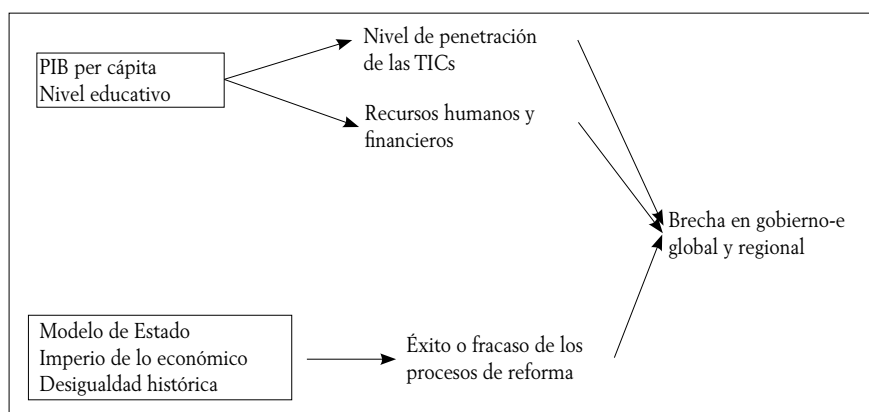 PIB per cápita
Nivel educativo
Nivel de penetración
de las TICs
Recursos humanos y
financieros
Brecha en gobierno-e
global y regional
Modelo de Estado
Imperio de lo económico
Desigualdad histórica
Éxito o fracaso de los
procesos de reforma